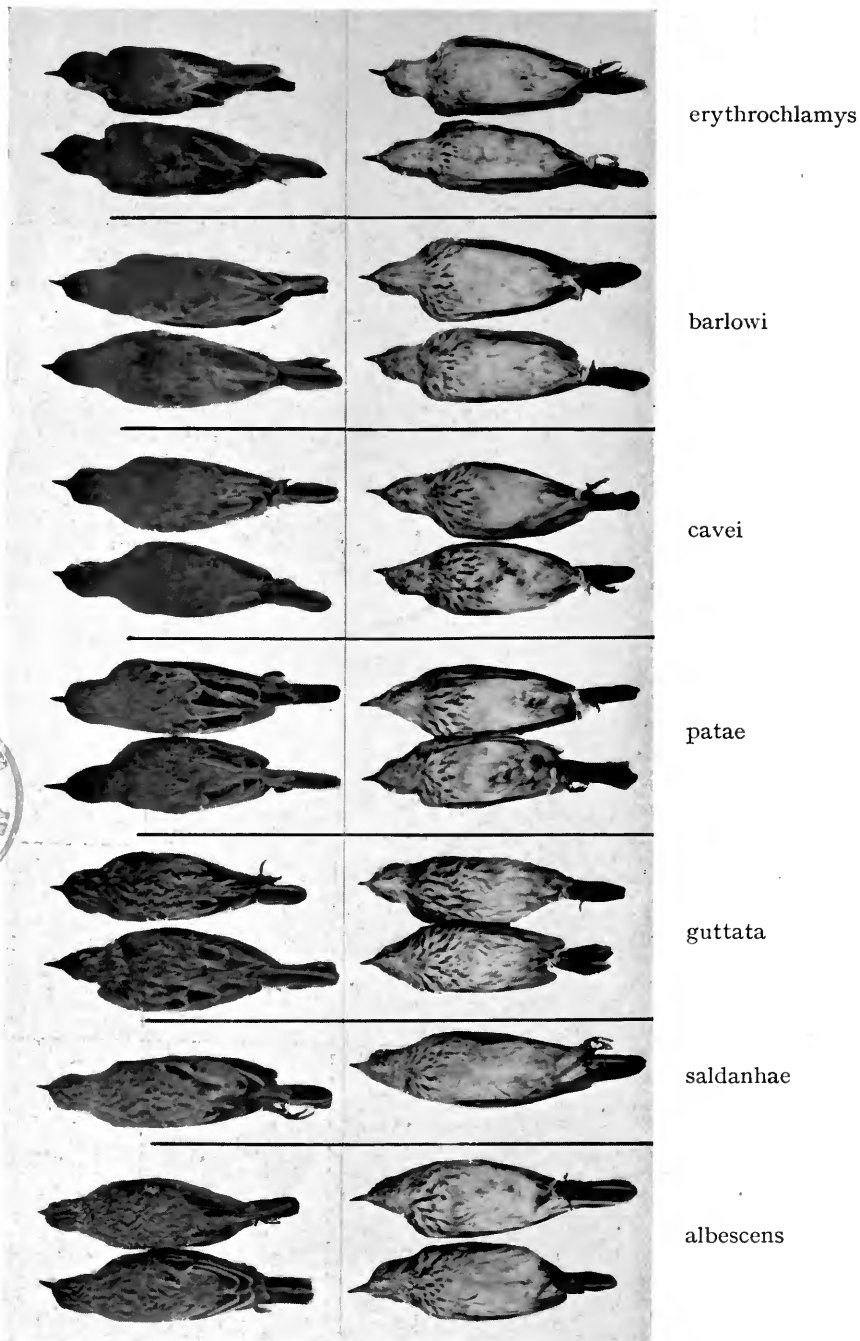 erythrochlamys
barlowi
cavei
patae
guttata
saldanhae
albescens